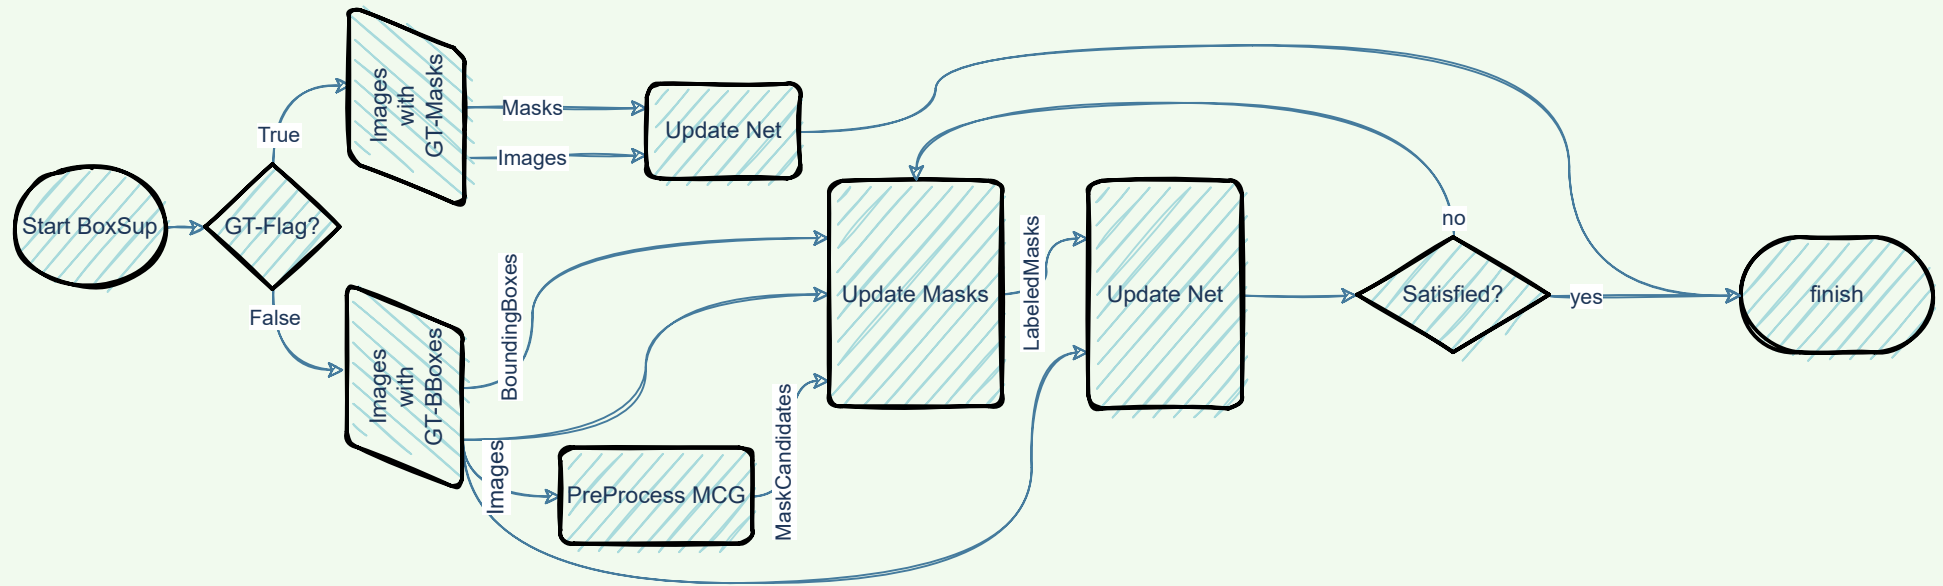 Start BoxSup
GT-Flag?
True
False
Images
with
GT-Masks
Masks
Images
Update Net
Images
with
GT-BBoxes
BoundingBoxes
Images
PreProcess MCG
MaskCandidates
Update Masks
LabeledMasks
Update Net
Satisfied?
no
yes
finish